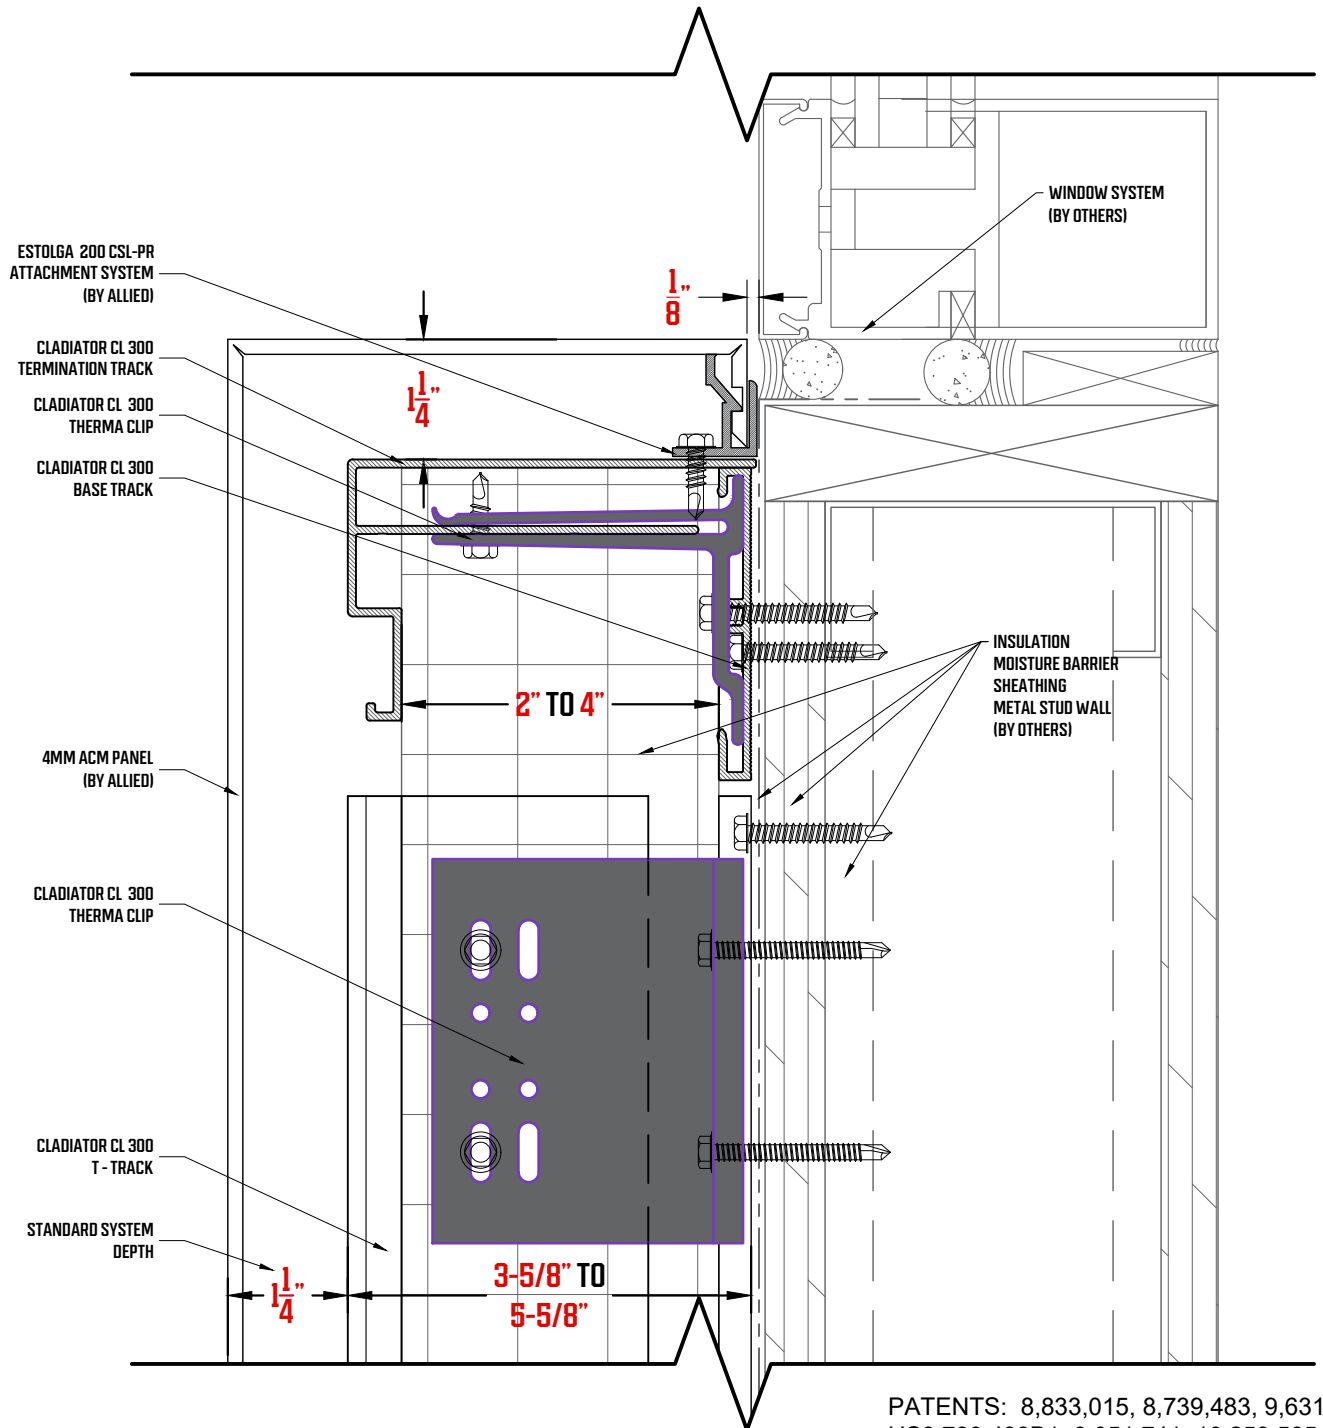 WINDOW SYSTEM
(BY OTHERS)
ESTOLGA 200 CSL-PR
ATTACHMENT SYSTEM
(BY ALLIED)
1/8"
CLADIATOR CL 300
TERMINATION TRACK
1 1/4"
CLADIATOR CL 300
THERMA CLIP
CLADIATOR CL 300
BASE TRACK
INSULATION
MOISTURE BARRIER
SHEATHING
METAL STUD WALL
(BY OTHERS)
2” TO 4”
4MM ACM PANEL
(BY ALLIED)
CLADIATOR CL 300
THERMA CLIP
CLADIATOR CL 300
T - TRACK
STANDARD SYSTEM
DEPTH
1 1/4"
3-5/8” TO
5-5/8”
PATENTS: 8,833,015, 8,739,483, 9,631